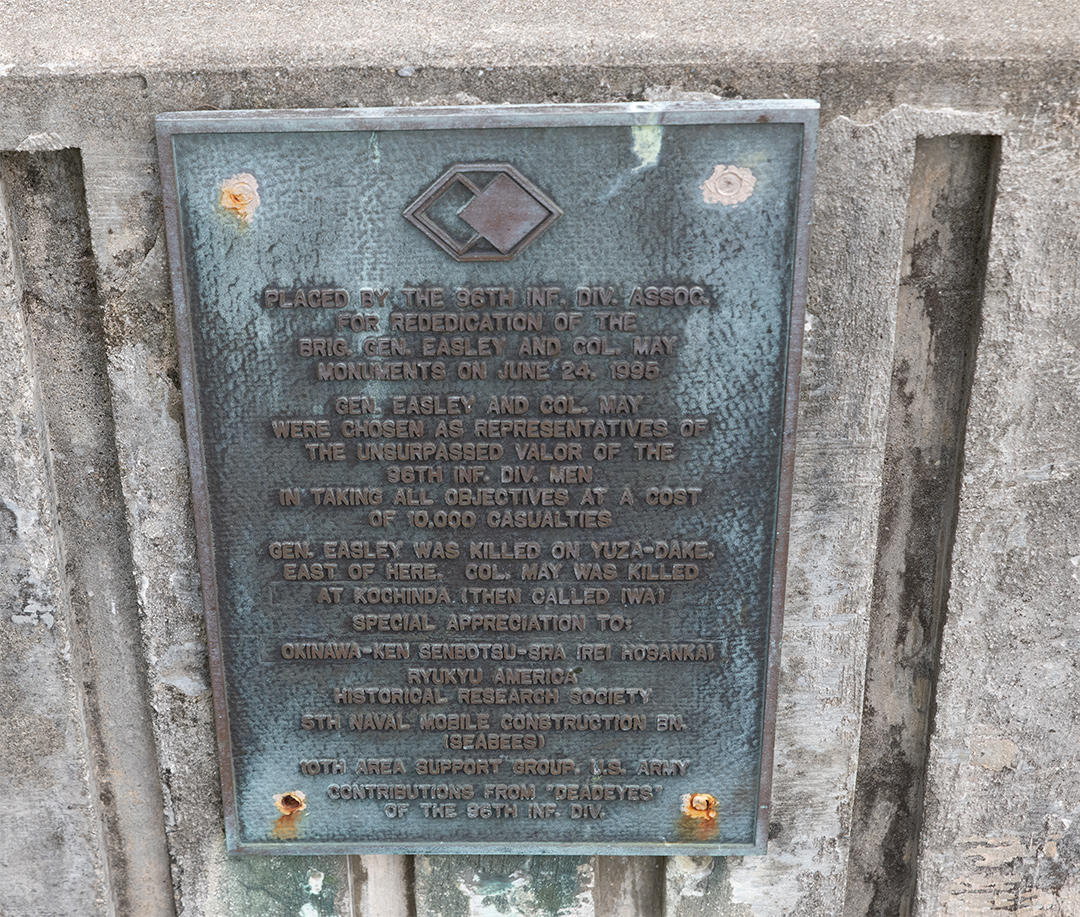 PLACED BY THE 96TH INF. DIV. ASSOC.
FOR REDEDICATION OF THE
BRIG. GEN. EASLEY AND COL. MAY
MONUMENTS ON JUNE 24, 1995
GEN. EASLEY AND COL. MAY
WERE CHOSEN AS REPRESENTATIVES OF
THE UNSURPASSED VALOR OF THE
96TH INF. DIV. MEN
IN TAKING ALL OBJECTIVES AT A COST
OF 10,000 CASUALTIES
GEN. EASLEY WAS KILLED ON YUZA-DAKE,
EAST OF HERE. COL. MAY WAS KILLED
AT KOCHINDA (THEN CALLED IWA)
SPECIAL APPRECIATION TO:
OKINAWA-KEN SENBOTSU-SHA IREI HOSANKAI
RYUKYU AMERICA
HISTORICAL RESEARCH SOCIETY
5TH NAVAL MOBILE CONSTRUCTION BN.
(SEABEES)
10TH AREA SUPPORT GROUP, U.S. ARMY
CONTRIBUTIONS FROM "DEADEYES"
OF THE 96TH INF. DIV.